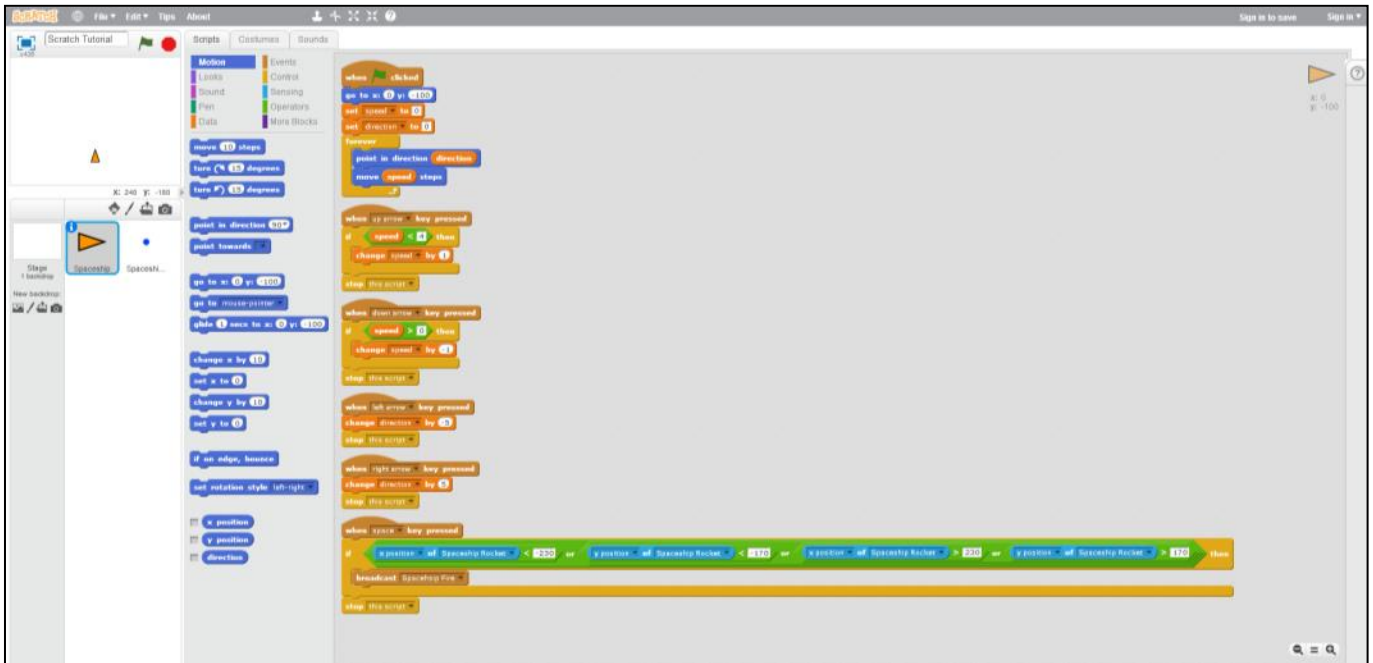 SCRATCH File Edit Tips About Sign in to save Sign in
v435 Scratch Tutorial
Scripts Costumes Sounds
Motion Events
Looks Control
Sound Sensing
Pen Operators
Data More Blocks
move 10 steps
turn 15 degrees
turn 15 degrees
point in direction 90
point towards
go to x: 0 y: -100
go to mouse-pointer
glide 1 secs to x: 0 y: -100
change x by 10
set x to 0
change y by 10
set y to 0
if on edge, bounce
set rotation style left-right
x position
y position
direction
X: 240 y: -180
Stage
1 backdrop
New backdrop:
Spaceship Spaceshi...
when clicked
go to x: 0 y: -100
set speed to 0
set direction to 0
forever
point in direction direction
move speed steps
when up arrow key pressed
if speed < 4 then
change speed by 1
stop this script
when down arrow key pressed
if speed > 0 then
change speed by -1
stop this script
when left arrow key pressed
change direction by -5
stop this script
when right arrow key pressed
change direction by 5
stop this script
when space key pressed
if x position of Spaceship Rocket < -230 or y position of Spaceship Rocket < -170 or x position of Spaceship Rocket > 230 or y position of Spaceship Rocket > 170 then
broadcast Spaceship Fire
stop this script
x: 0
y: -100